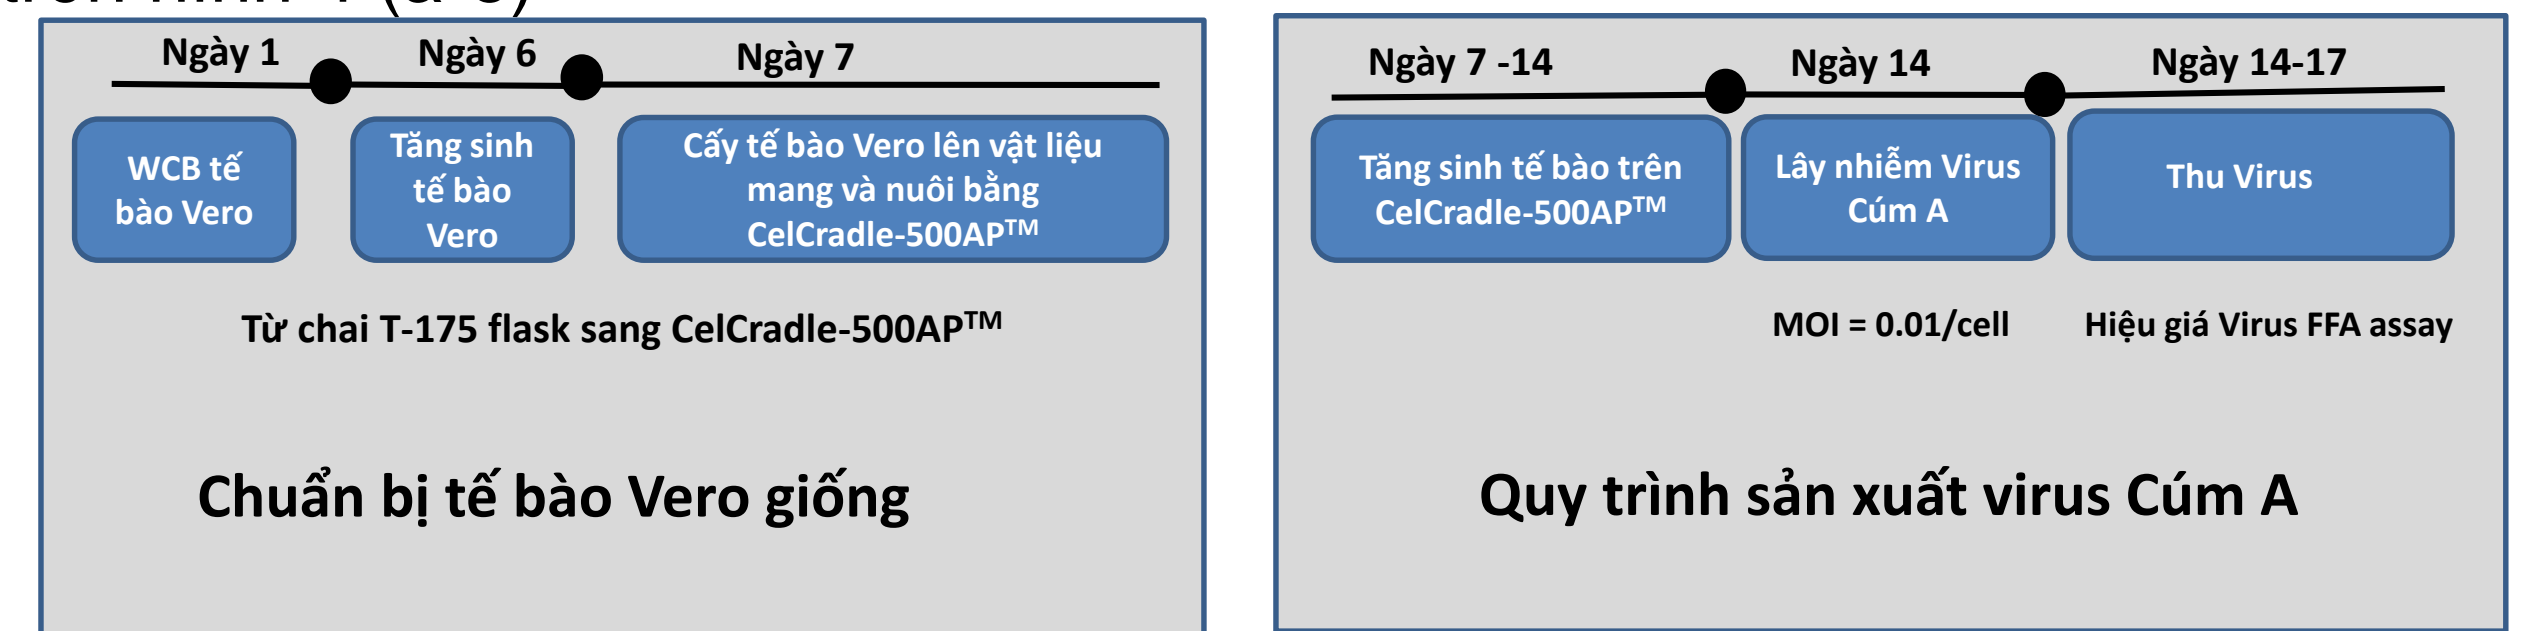 Ngày 1
Ngày 6
Ngày 7
WCB tế
bào Vero
Tăng sinh
tế bào
Vero
Cấy tế bào Vero lên vật liệu
mang và nuôi bằng
CelCradle-500AP™
Từ chai T-175 flask sang CelCradle-500AP™
Chuẩn bị tế bào Vero giống
Ngày 7 -14
Ngày 14
Ngày 14-17
Tăng sinh tế bào trên
CelCradle-500AP™
Lây nhiễm Virus
Cúm A
Thu Virus
MOI = 0.01/cell
Hiệu giá Virus FFA assay
Quy trình sản xuất virus Cúm A